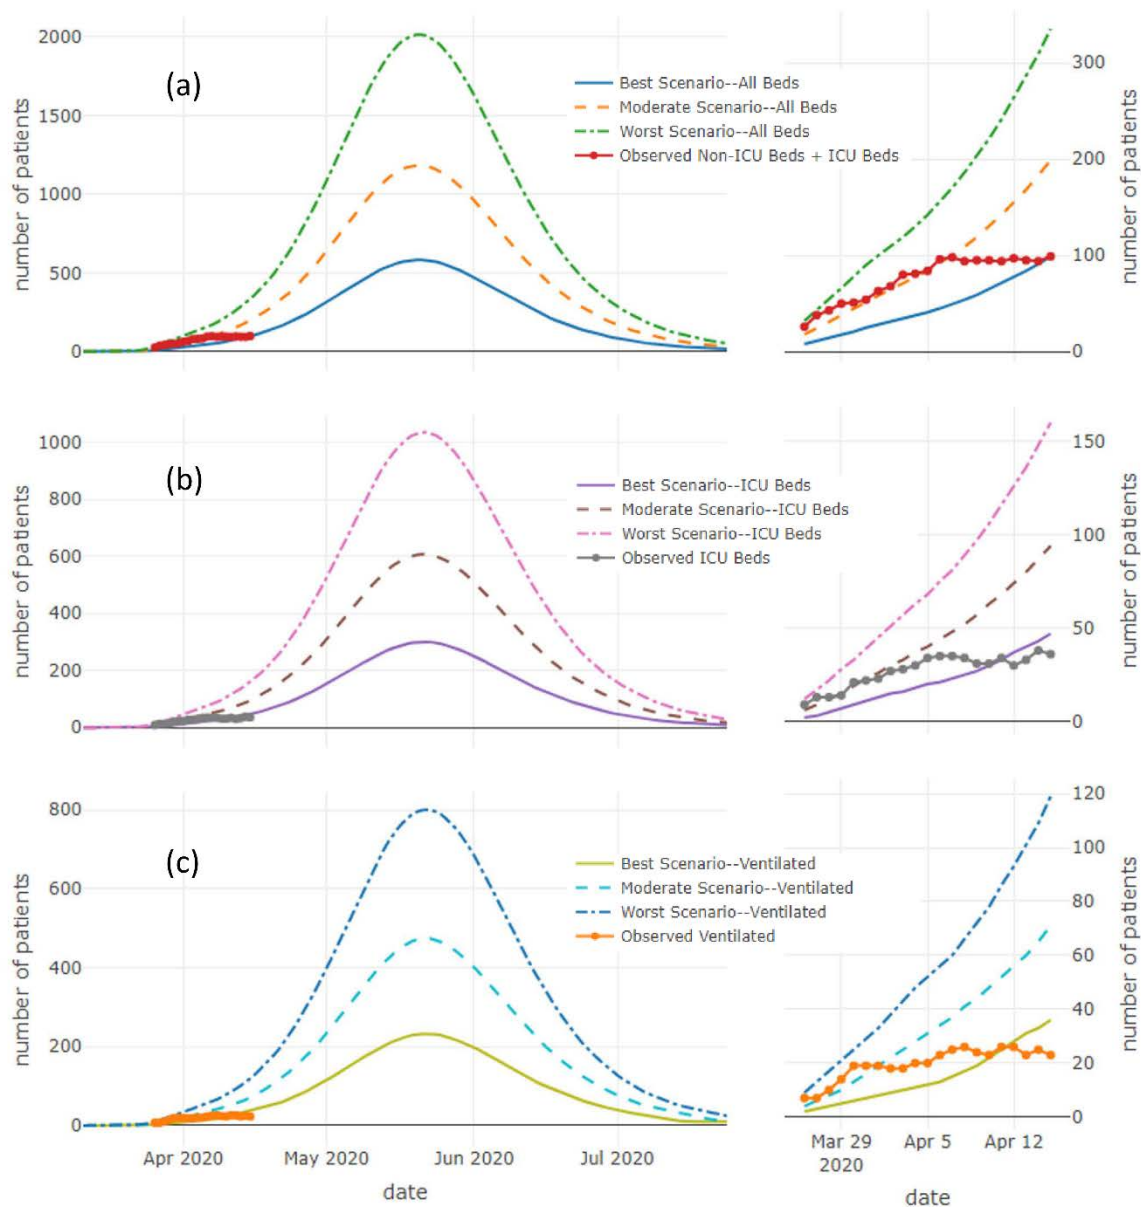 (a)
number of patients
2000
1500
1000
500
0
Best Scenario--All Beds
Moderate Scenario--All Beds
Worst Scenario--All Beds
Observed Non-ICU Beds + ICU Beds
300
200
100
0
number of patients
(b)
number of patients
1000
800
600
400
200
0
Best Scenario--ICU Beds
Moderate Scenario--ICU Beds
Worst Scenario--ICU Beds
Observed ICU Beds
150
100
50
0
number of patients
(c)
number of patients
800
600
400
200
0
Best Scenario--Ventilated
Moderate Scenario--Ventilated
Worst Scenario--Ventilated
Observed Ventilated
120
100
80
60
40
20
0
number of patients
Apr 2020 May 2020 Jun 2020 Jul 2020
date
Mar 29 Apr 5 Apr 12
2020
date